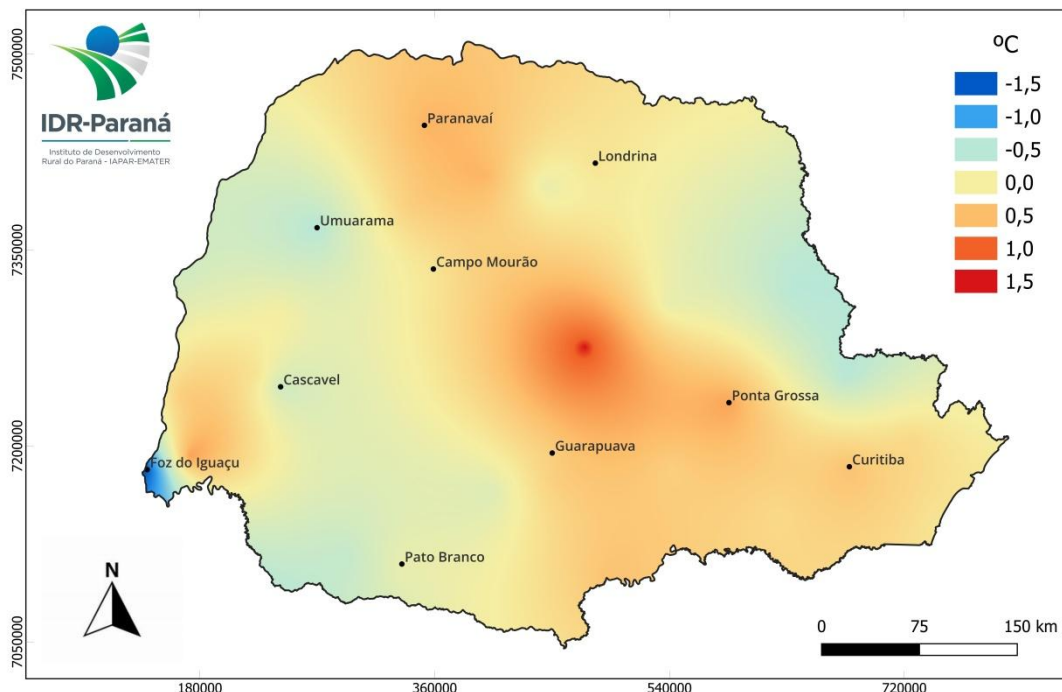 IDR-Paraná
Instituto de Desenvolvimento
Rural do Paraná - IAPAR-EMATER
ºC
-1,5
-1,0
-0,5
0,0
0,5
1,0
1,5
7500000
7350000
7200000
7050000
Paranavaí
Londrina
Umuarama
Campo Mourão
Cascavel
Ponta Grossa
Guarapuava
Foz do Iguaçu
Curitiba
Pato Branco
N
0 75 150 km
180000 360000 540000 720000